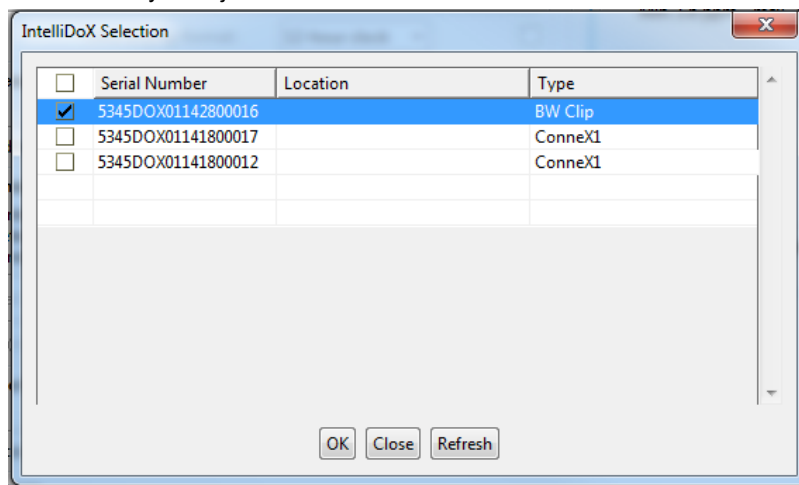 IntelliDoX Selection
Serial Number Location Type
5345DOX01142800016 BW Clip
5345DOX01141800017 ConneX1
5345DOX01141800012 ConneX1
OK Close Refresh